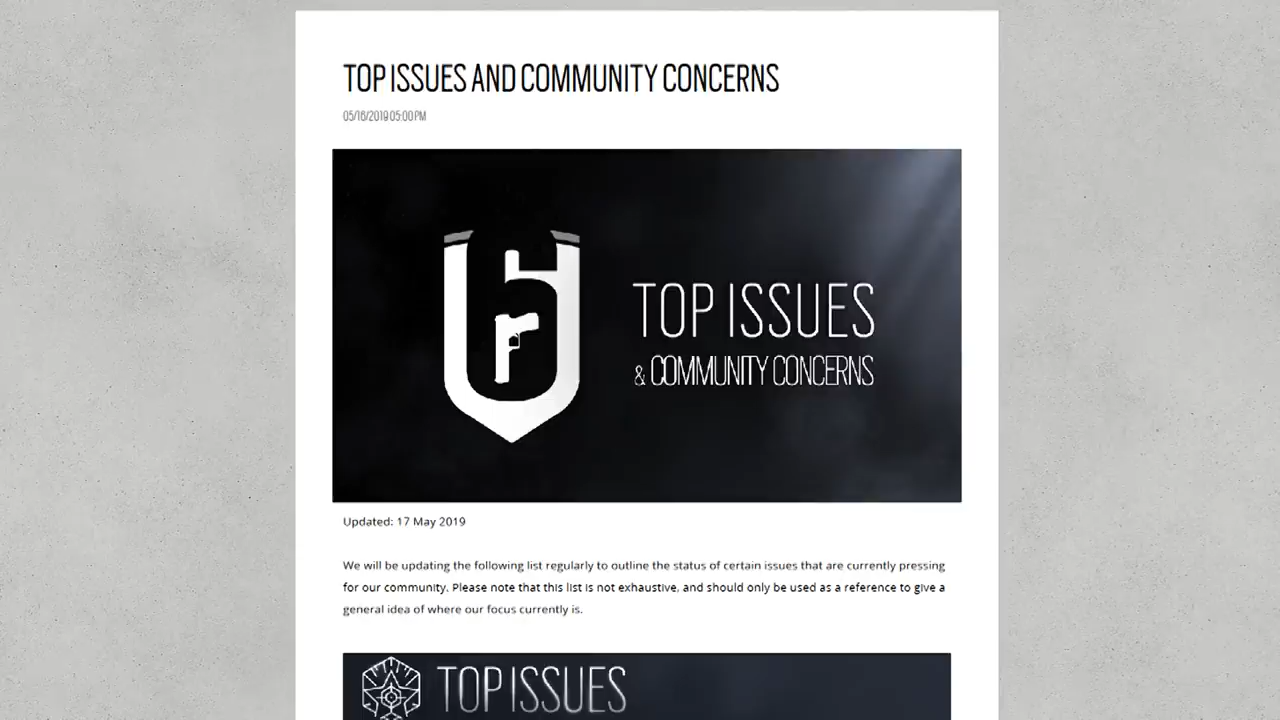 TOP ISSUES AND COMMUNITY CONCERNS
05/16/2019 05:00 PM
TOP ISSUES
& COMMUNITY CONCERNS
Updated: 17 May 2019
We will be updating the following list regularly to outline the status of certain issues that are currently pressing
for our community. Please note that this list is not exhaustive, and should only be used as a reference to give a
general idea of where our focus currently is.
TOP ISSUES